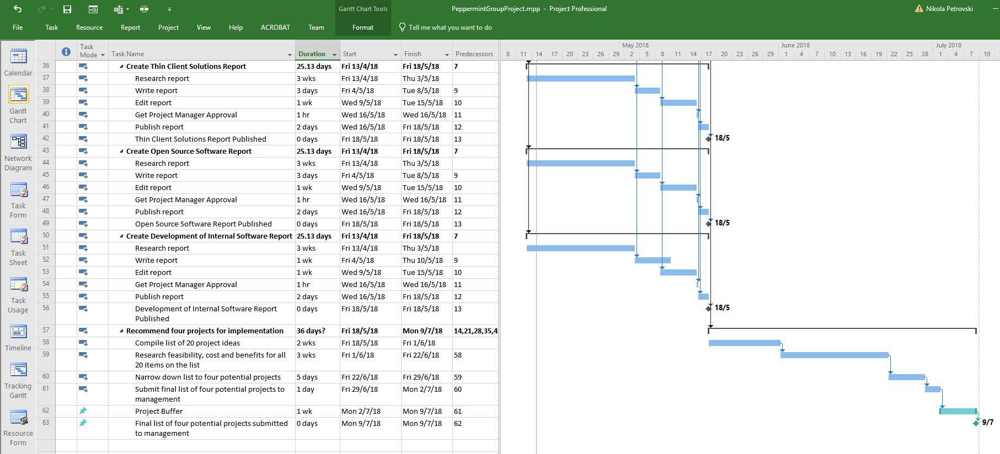 Gantt Chart Tools
PeppermintGroupProject.mpp - Project Professional
Nikola Petrovski
File Task Resource Report Project View Help ACROBAT Team Format Tell me what you want to do
Calendar
Gantt
Chart
Network
Diagram
Task
Form
Task
Sheet
Task
Usage
Timeline
Tracking
Gantt
Resource
Form
Task
Mode Task Name Duration Start Finish Predecessors
May 2018 June 2018 July 2018
8 11 14 17 20 23 26 29 2 5 8 11 14 17 20 23 26 29 1 4 7 10 13 16 19 22 25 28 1 4 7 10
36 Create Thin Client Solutions Report 25.13 days Fri 13/4/18 Fri 18/5/18 7
37 Research report 3 wks Fri 13/4/18 Thu 3/5/18
38 Write report 3 days Fri 4/5/18 Tue 8/5/18 9
39 Edit report 1 wk Wed 9/5/18 Tue 15/5/18 10
40 Get Project Manager Approval 1 hr Wed 16/5/18 Wed 16/5/18 11
41 Publish report 2 days Wed 16/5/18 Fri 18/5/18 12
42 Thin Client Solutions Report Published 0 days Fri 18/5/18 Fri 18/5/18 13 18/5
43 Create Open Source Software Report 25.13 days Fri 13/4/18 Fri 18/5/18 7
44 Research report 3 wks Fri 13/4/18 Thu 3/5/18
45 Write report 3 days Fri 4/5/18 Tue 8/5/18 9
46 Edit report 1 wk Wed 9/5/18 Tue 15/5/18 10
47 Get Project Manager Approval 1 hr Wed 16/5/18 Wed 16/5/18 11
48 Publish report 2 days Wed 16/5/18 Fri 18/5/18 12
49 Open Source Software Report Published 0 days Fri 18/5/18 Fri 18/5/18 13 18/5
50 Create Development of Internal Software Report 25.13 days Fri 13/4/18 Fri 18/5/18 7
51 Research report 3 wks Fri 13/4/18 Thu 3/5/18
52 Write report 1 wk Fri 4/5/18 Thu 10/5/18 9
53 Edit report 1 wk Wed 9/5/18 Tue 15/5/18 10
54 Get Project Manager Approval 1 hr Wed 16/5/18 Wed 16/5/18 11
55 Publish report 2 days Wed 16/5/18 Fri 18/5/18 12
56 Development of Internal Software Report 0 days Fri 18/5/18 Fri 18/5/18 13 18/5
Published
57 Recommend four projects for implementation 36 days? Fri 18/5/18 Mon 9/7/18 14,21,28,35,4
58 Compile list of 20 project ideas 2 wks Fri 18/5/18 Fri 1/6/18
59 Research feasibility, cost and benefits for all 3 wks Fri 1/6/18 Fri 22/6/18 58
20 items on the list
60 Narrow down list to four potential projects 5 days Fri 22/6/18 Fri 29/6/18 59
61 Submit final list of four potential projects to 1 day Fri 29/6/18 Mon 2/7/18 60
management
62 Project Buffer 1 wk Mon 2/7/18 Mon 9/7/18 61
63 Final list of four potential projects submitted 0 days Mon 9/7/18 Mon 9/7/18 62 9/7
to management